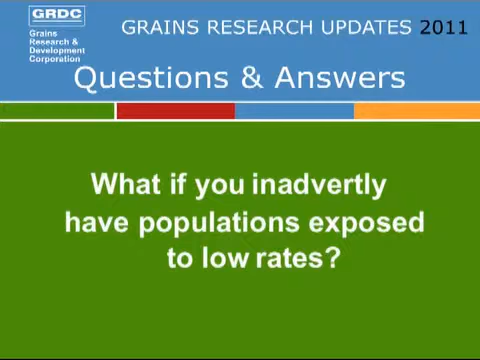 GRDC
Grains
Research &
Development
Corporation
GRAINS RESEARCH UPDATES 2011
Questions & Answers
What if you inadvertly
have populations exposed
to low rates?